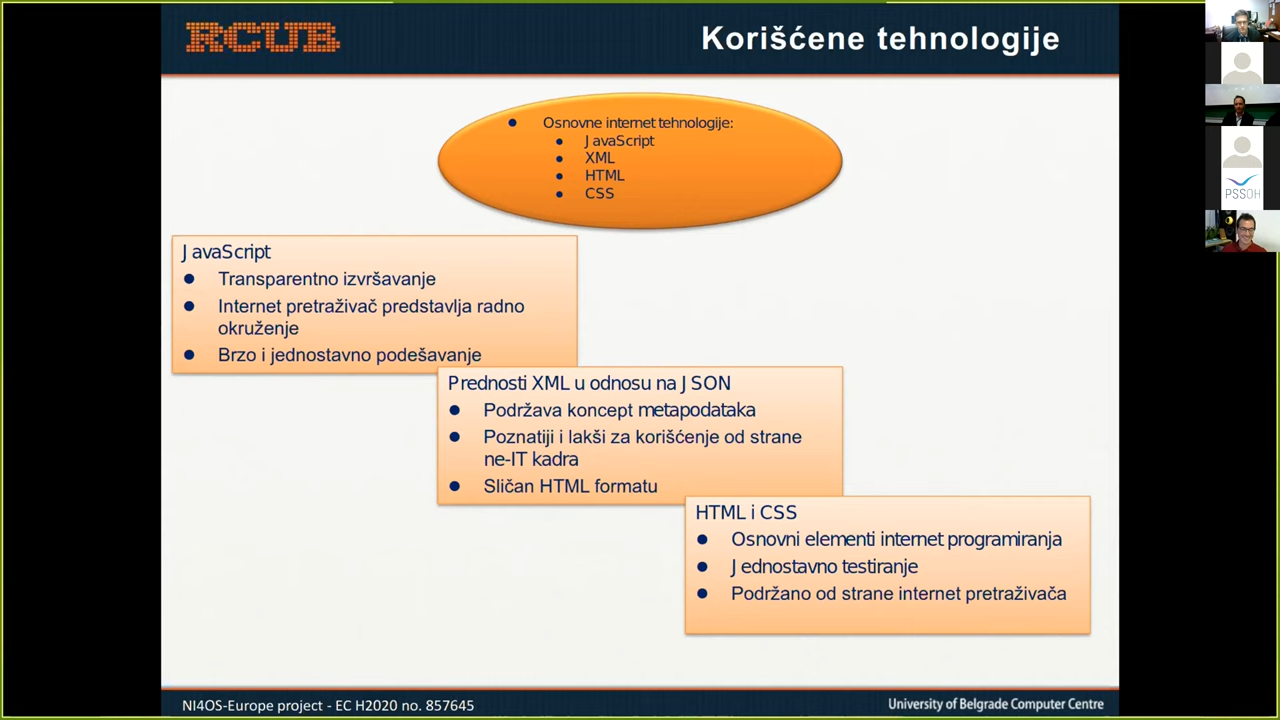 RCUB
Korišćene tehnologije
Osnovne internet tehnologije:
JavaScript
XML
HTML
CSS
JavaScript
Transparentno izvršavanje
Internet pretraživač predstavlja radno
okruženje
Brzo i jednostavno podešavanje
Prednosti XML u odnosu na JSON
Podržava koncept metapodataka
Poznatiji i lakši za korišćenje od strane
ne-IT kadra
Sličan HTML formatu
HTML i CSS
Osnovni elementi internet programiranja
Jednostavno testiranje
Podržano od strane internet pretraživača
PSSOH
NI4OS-Europe project - EC H2020 no. 857645
University of Belgrade Computer Centre